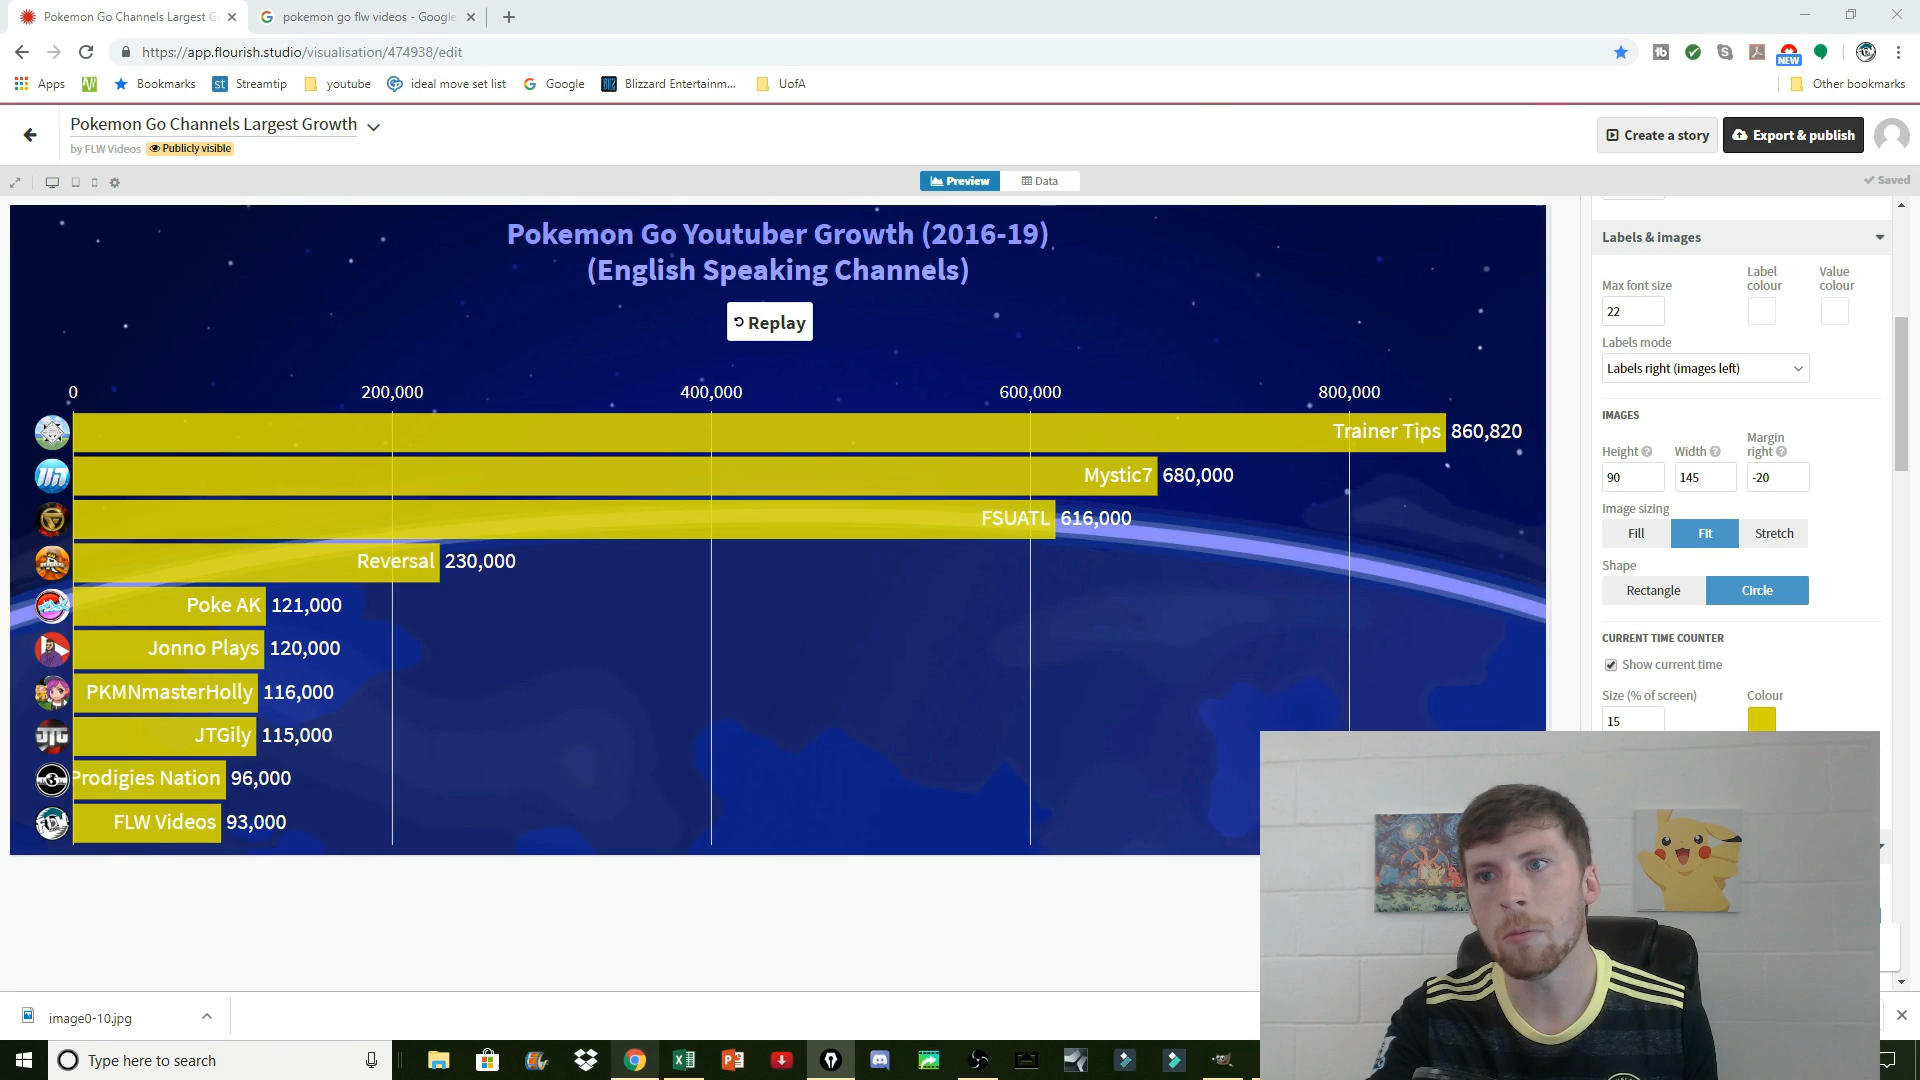 Pokemon Go Channels Largest G
pokemon go flw videos - Google
https://app.flourish.studio/visualisation/474938/edit
NEW
Apps
Bookmarks
st Streamtip
youtube
ideal move set list
Google
Blizzard Entertainm...
UofA
Other bookmarks
Pokemon Go Channels Largest Growth
by FLW Videos
Publicly visible
Create a story
Export & publish
Preview
Data
Saved
Pokemon Go Youtuber Growth (2016-19)
(English Speaking Channels)
Replay
0
200,000
400,000
600,000
800,000
Trainer Tips 860,820
Mystic7 680,000
FSUATL 616,000
Reversal 230,000
Poke AK 121,000
Jonno Plays 120,000
PKMNmasterHolly 116,000
JTGily 115,000
Prodigies Nation 96,000
FLW Videos 93,000
Labels & images
Max font size
Label colour
Value colour
22
Labels mode
Labels right (images left)
IMAGES
Height
Width
Margin right
90
145
-20
Image sizing
Fill
Fit
Stretch
Shape
Rectangle
Circle
CURRENT TIME COUNTER
Show current time
Size (% of screen)
Colour
15
image0-10.jpg
Type here to search